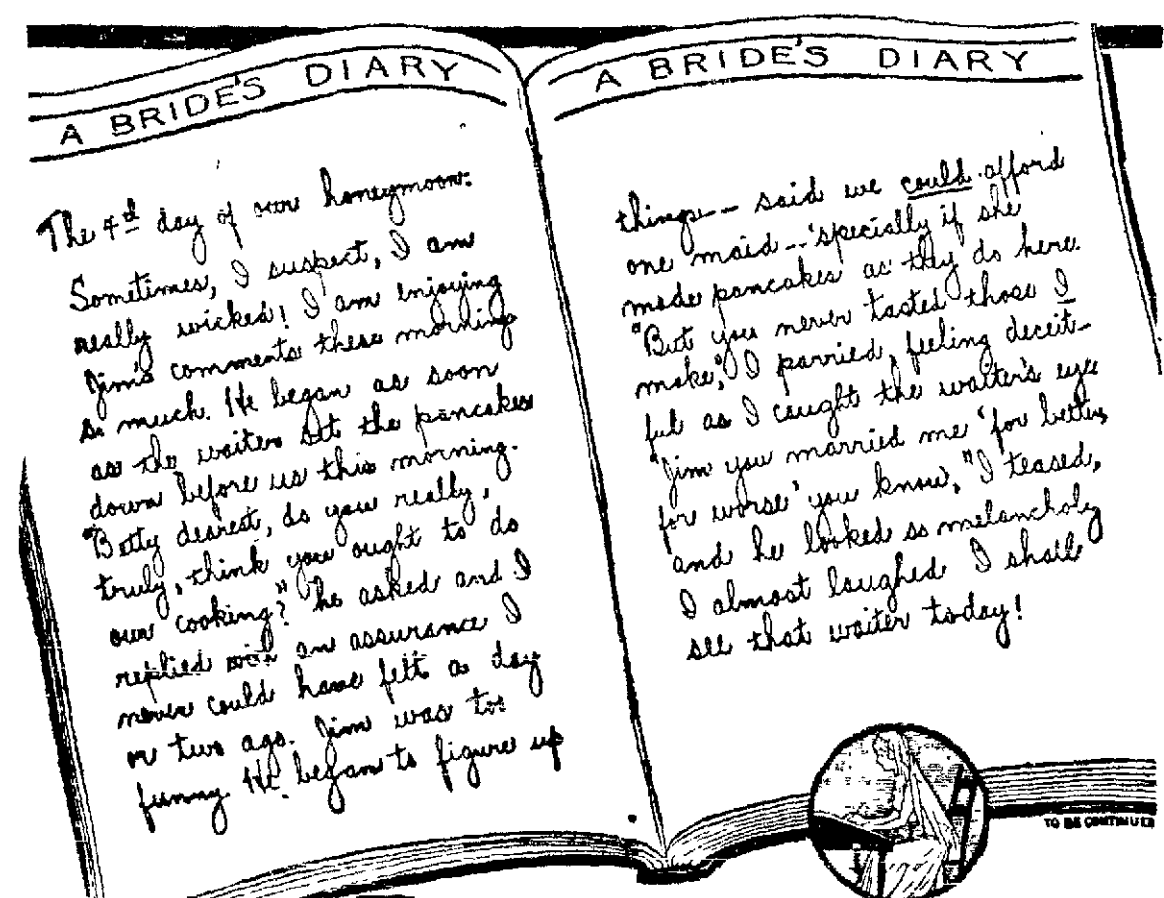 A BRIDE'S DIARY
The 4d day of our honeymoon:
Sometimes, I suspect, I am
really wicked! I am enjoying
Jim's comments these mornings
so much. He began as soon
as the waiter set the pancakes
down before us this morning.
"Betty dearest, do you really,
truly, think you ought to do
our cooking?" he asked and I
replied with an assurance I
never could have felt a day
or two ago. Jim was too
funny. He began to figure up
A BRIDE'S DIARY
things— said we could afford
one maid—'specially if she
made pancakes as they do here.
"But you never tasted those I
make," I parried, feeling deceit-
ful as I caught the waiter's eye
"Jim you married me 'for better,
for worse' you know," I teased,
and he looked so melancholy
I almost laughed I shall
see that waiter today!
TO BE CONTINUED